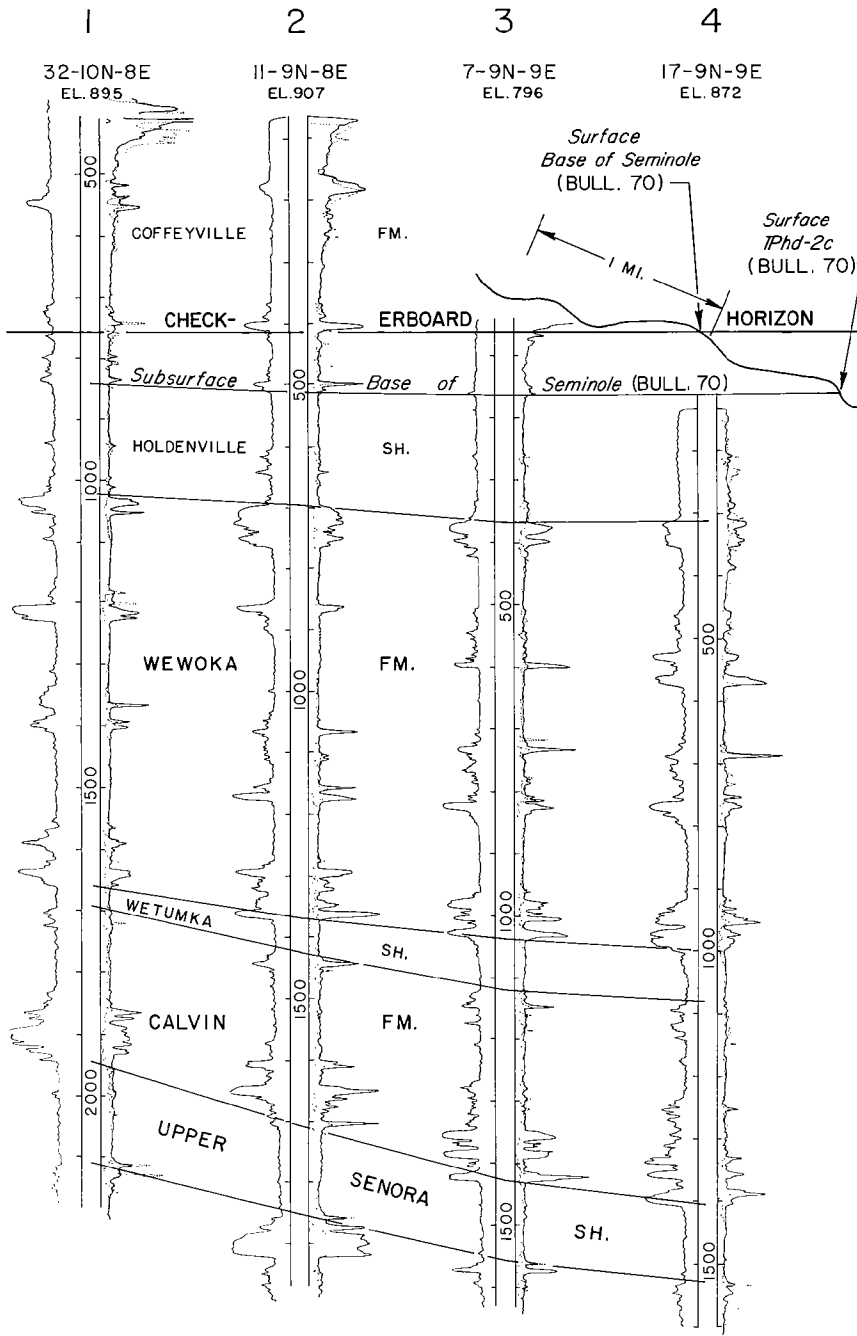 1 2 3 4
32-10N-8E 11-9N-8E 7-9N-9E 17-9N-9E
EL.895 EL.907 EL.796 EL.872
Surface
Base of Seminole
(BULL. 70)
Surface
IPhd-2c
(BULL. 70)
1 MI.
500
COFFEYVILLE FM.
CHECK- ERBOARD HORIZON
Subsurface 500 Base of Seminole (BULL. 70)
HOLDENVILLE SH.
1000
500
500
WEWOKA FM.
1000
1500
WETUMKA SH.
1000
1000
CALVIN FM.
1500
2000
UPPER SENORA SH.
1500
1500